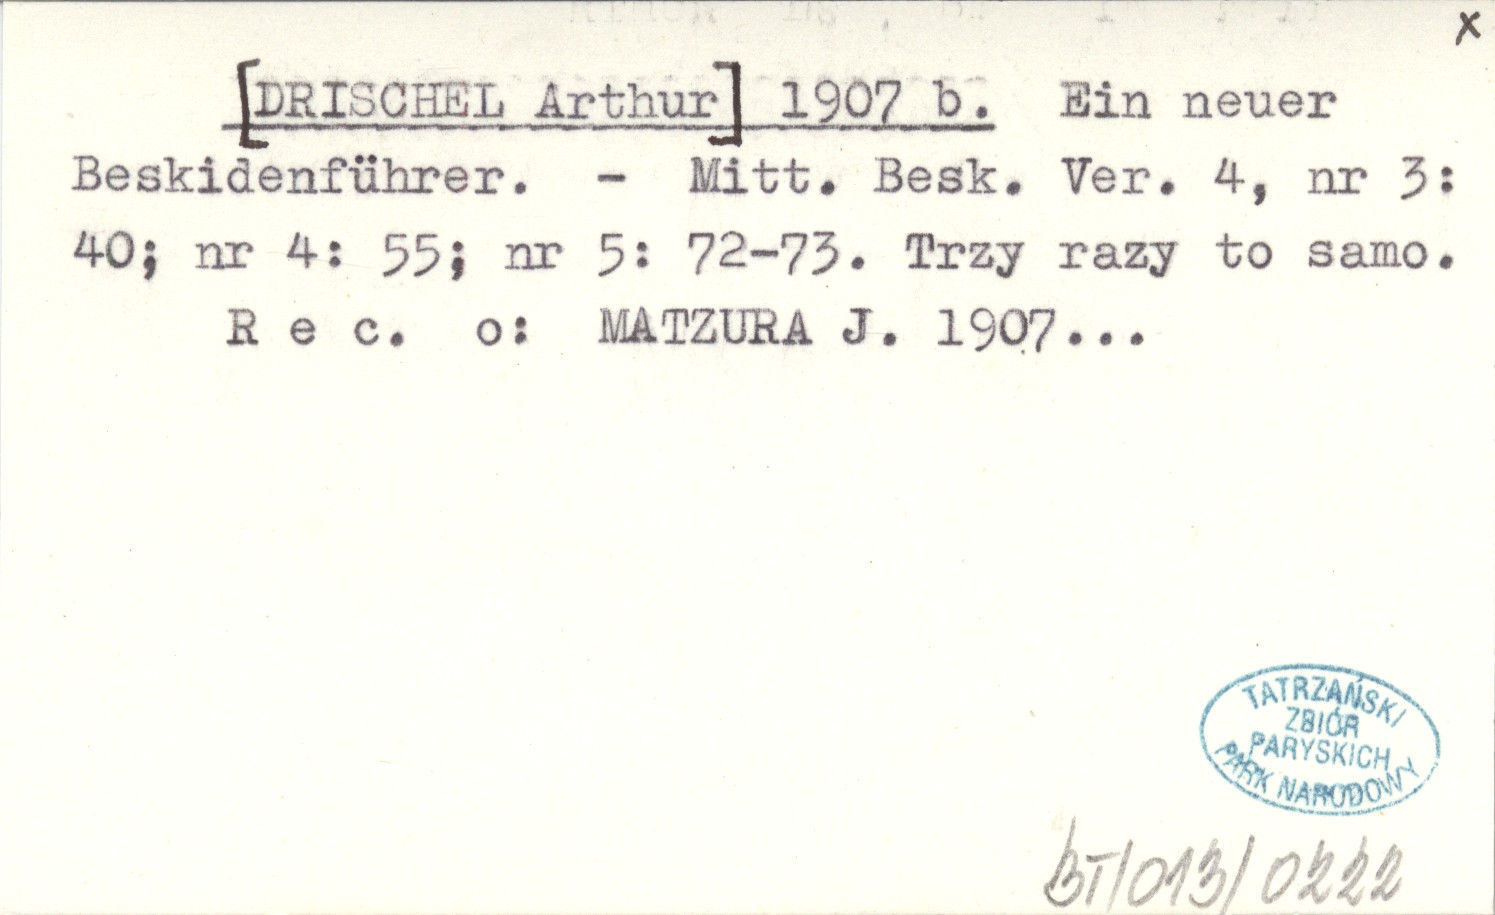 x
[DRISCHEL Arthur] 1907 b. Ein neuer
Beskidenführer. - Mitt. Besk. Ver. 4, nr 3:
40; nr 4: 55; nr 5: 72-73. Trzy razy to samo.
R e c. o: MATZURA J. 1907...
TATRZAŃSKI
ZBIÓR
PARYSKICH
PARK NARODOWY
BT/013/0222